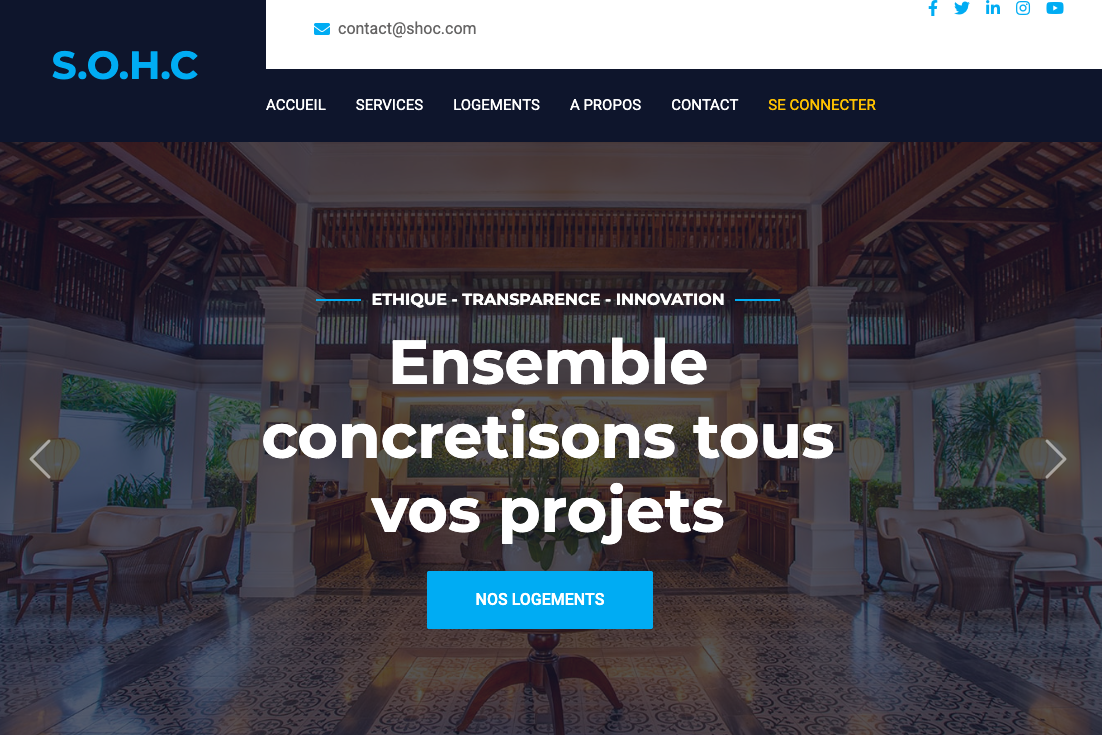 S.O.H.C
contact@shoc.com
ACCUEIL SERVICES LOGEMENTS A PROPOS CONTACT SE CONNECTER
ETHIQUE - TRANSPARENCE - INNOVATION
Ensemble
concretisons tous
vos projets
NOS LOGEMENTS